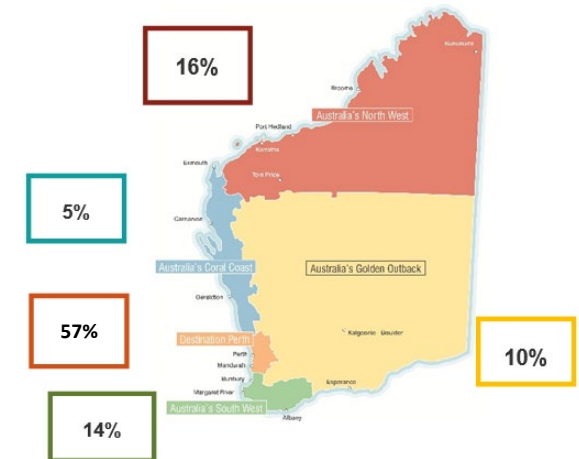 16%
Kununurra
Broome
Australia's North West
Port Hedland
Karratha
Exmouth
Tom Price
5%
Carnarvon
Australia's Coral Coast
Australia's Golden Outback
Geraldton
57%
Destination Perth
Kalgoorlie - Boulder
10%
Perth
Mandurah
Bunbury
Margaret River
Esperance
Australia's South West
Albany
14%